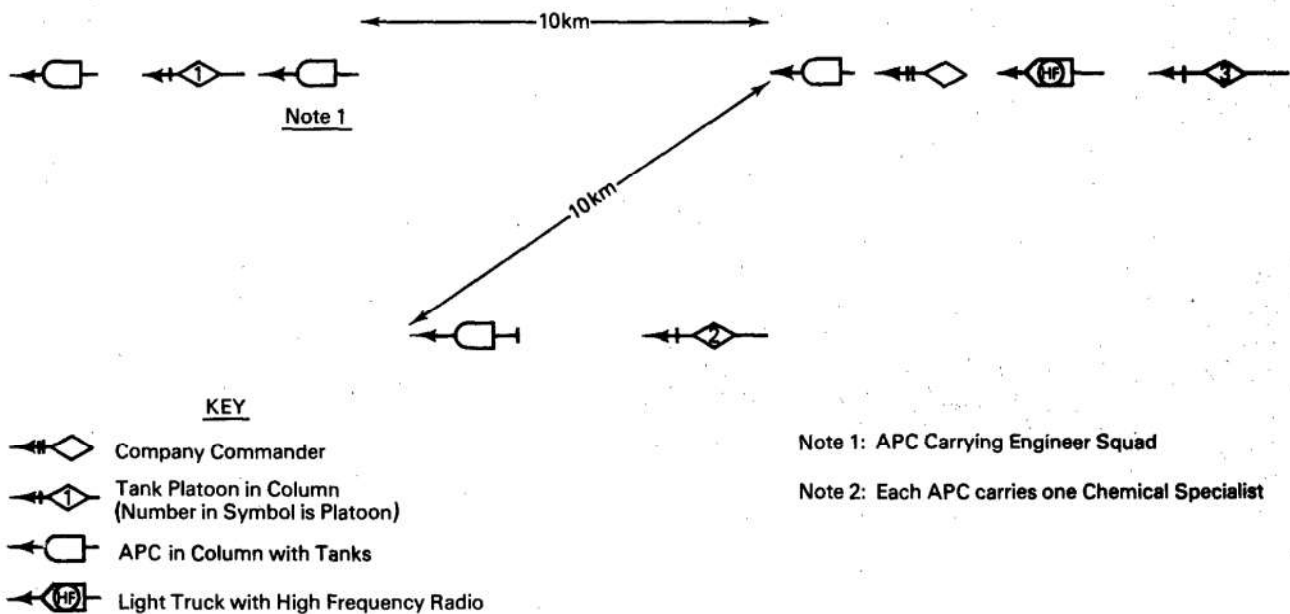 10km
1
HF
3
Note 1
10km
2
KEY
Company Commander
1
Tank Platoon in Column
(Number in Symbol is Platoon)
APC in Column with Tanks
HF
Light Truck with High Frequency Radio
Note 1: APC Carrying Engineer Squad
Note 2: Each APC carries one Chemical Specialist